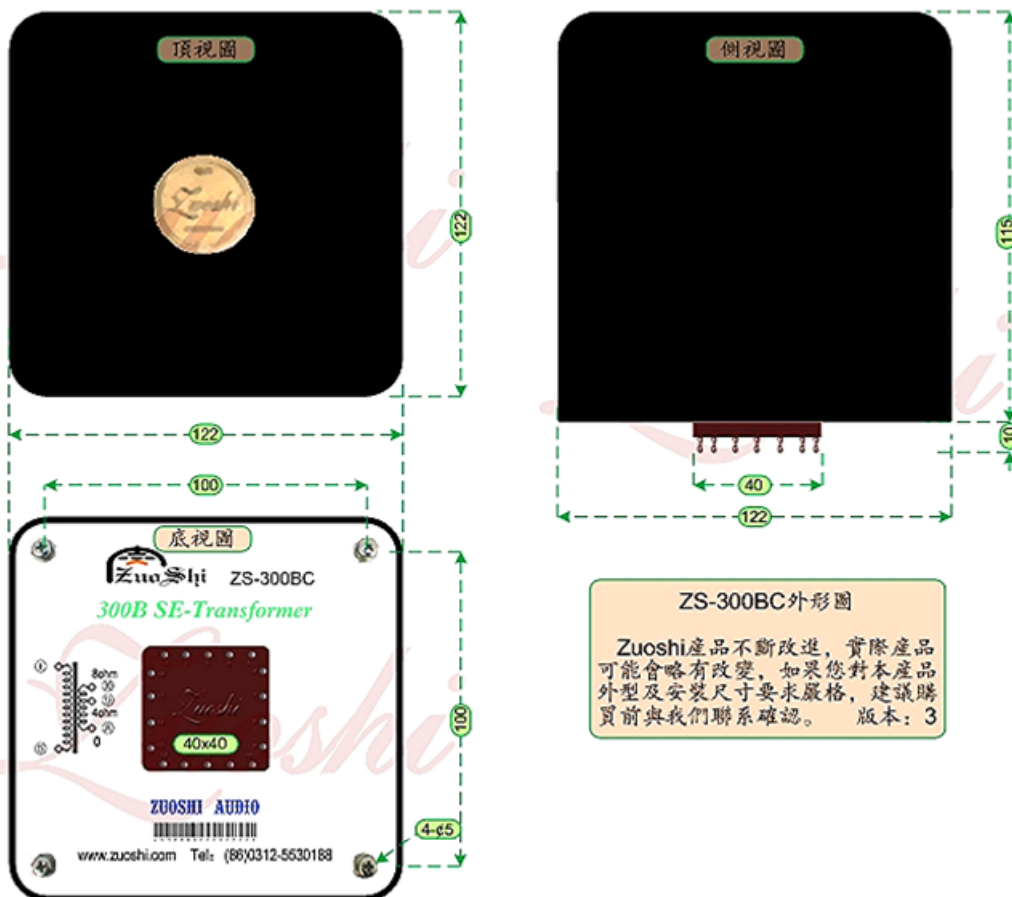 頂視圖
Zuoshi
122
122
側視圖
115
10
40
122
100
底視圖
ZuoShi ZS-300BC
300B SE-Transformer
8ohm
4ohm
0
Zuoshi
40x40
100
ZUOSHI AUDIO
4-¢5
www.zuoshi.com Tel: (86)0312-5530188
ZS-300BC外形圖
Zuoshi產品不斷改進，實際產品
可能會略有改變，如果您對本產品
外型及安裝尺寸要求嚴格，建議購
買前與我們聯系確認。 版本：3
Zuoshi